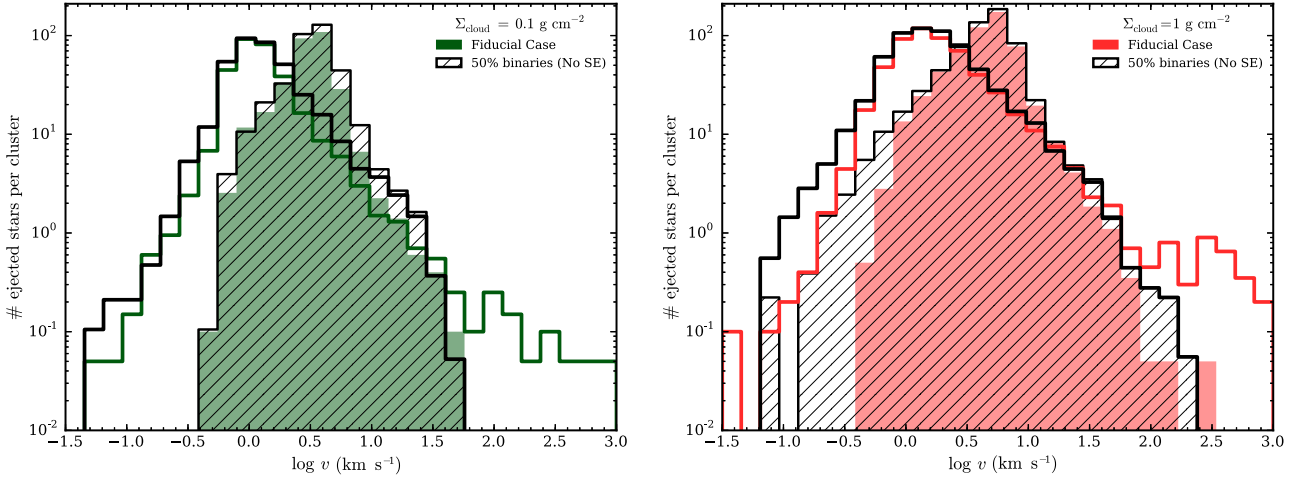 Σcloud = 0.1 g cm⁻²
Fiducial Case
50% binaries (No SE)
# ejected stars per cluster
10²
10¹
10⁰
10⁻¹
10⁻²
−1.5 −1.0 −0.5 0.0 0.5 1.0 1.5 2.0 2.5 3.0
log v (km s⁻¹)
Σcloud=1 g cm⁻²
Fiducial Case
50% binaries (No SE)
# ejected stars per cluster
10²
10¹
10⁰
10⁻¹
10⁻²
−1.5 −1.0 −0.5 0.0 0.5 1.0 1.5 2.0 2.5 3.0
log v (km s⁻¹)